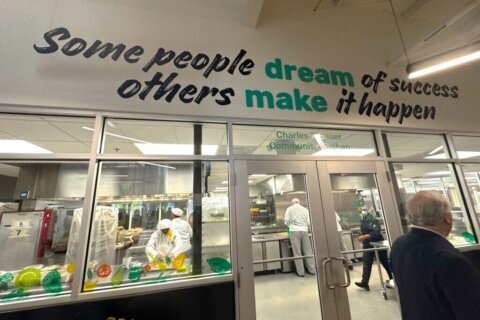 Some people dream of success
others make it happen
Charles
Community Kitchen